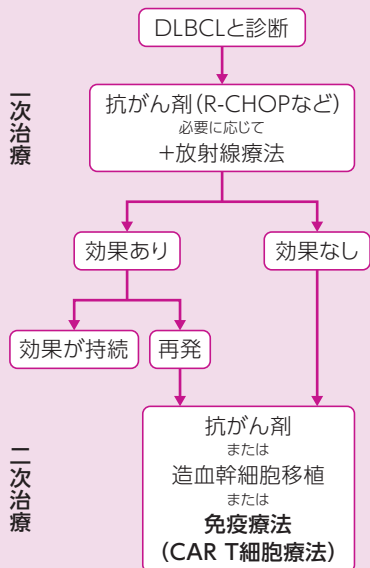 DLBCLと診断
一次治療
抗がん剤(R-CHOPなど)
必要に応じて
+放射線療法
効果あり
効果なし
効果が持続
再発
二次治療
抗がん剤
または
造血幹細胞移植
または
免疫療法
(CAR T細胞療法)